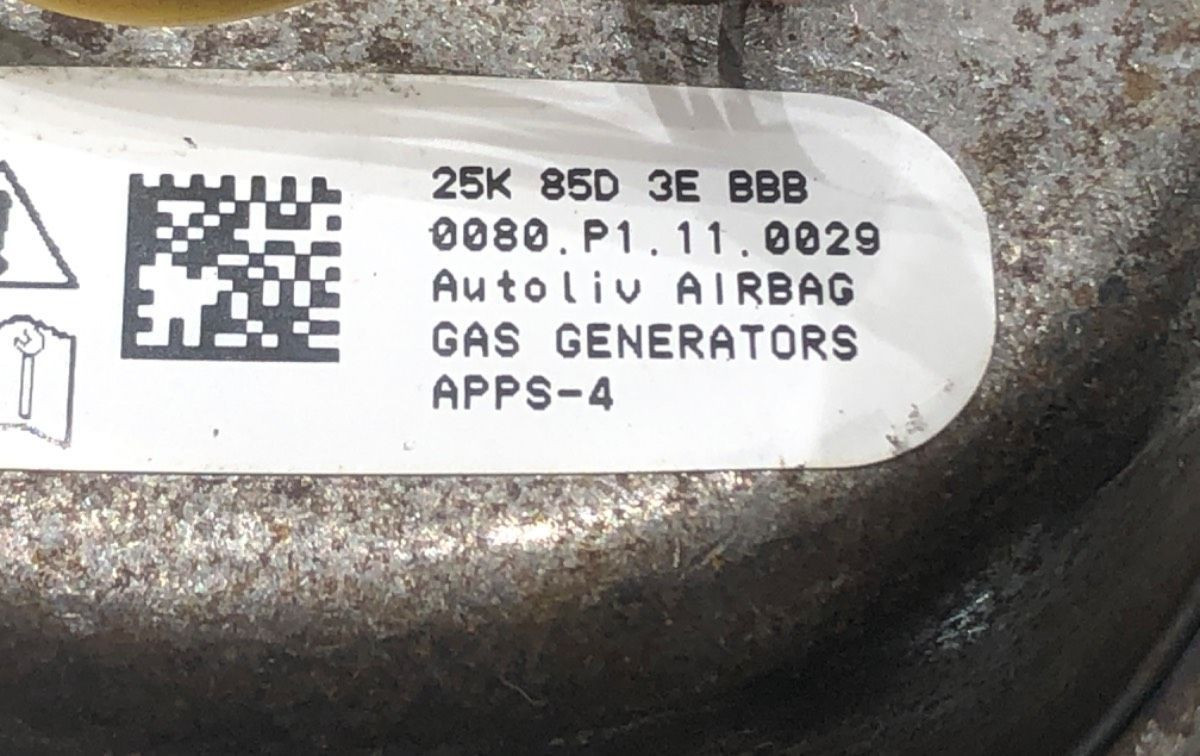 25K 85D 3E BBB
0080.P1.11.0029
Autoliv AIRBAG
GAS GENERATORS
APPS-4